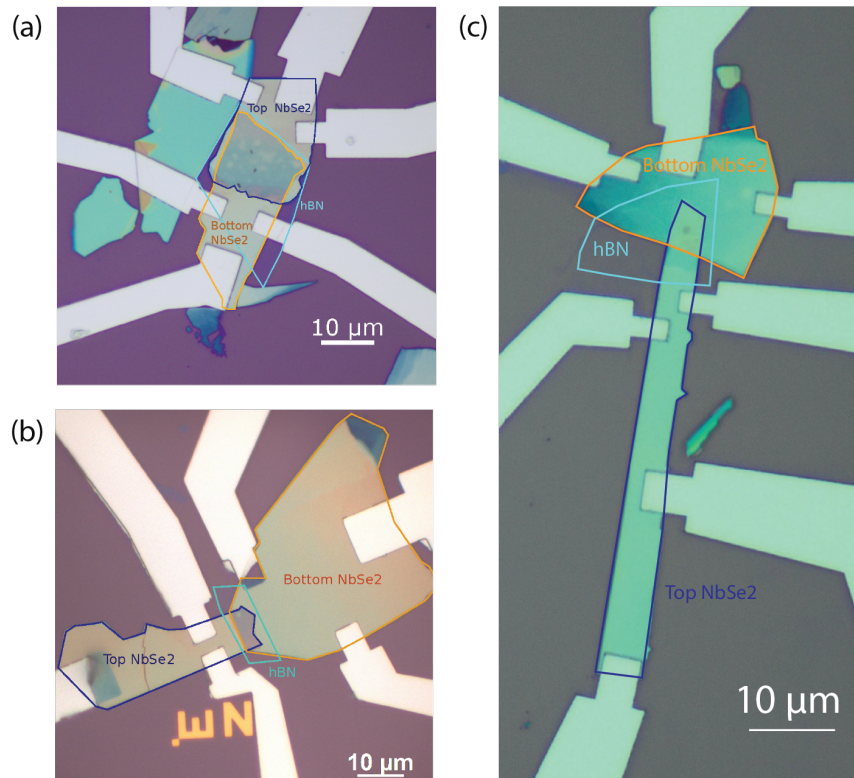 (a)
Top NbSe2
hBN
Bottom
NbSe2
10 µm
(b)
Bottom NbSe2
Top NbSe2
hBN
EN
10 µm
(c)
Bottom NbSe2
hBN
Top NbSe2
10 µm